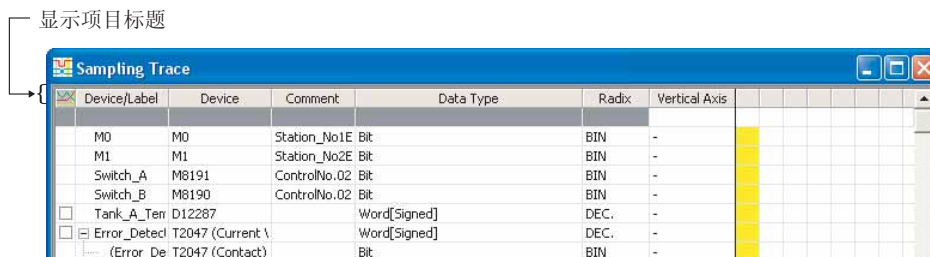 显示项目标题
Sampling Trace
Device/Label Device Comment Data Type Radix Vertical Axis
M0 M0 Station_No1E Bit BIN -
M1 M1 Station_No2E Bit BIN -
Switch_A M8191 ControlNo.02 Bit BIN -
Switch_B M8190 ControlNo.02 Bit BIN -
Tank_A_Tem D12287 Word[Signed] DEC. -
Error_Detect T2047 (Current V Word[Signed] DEC. -
(Error_De T2047 (Contact) Bit BIN -